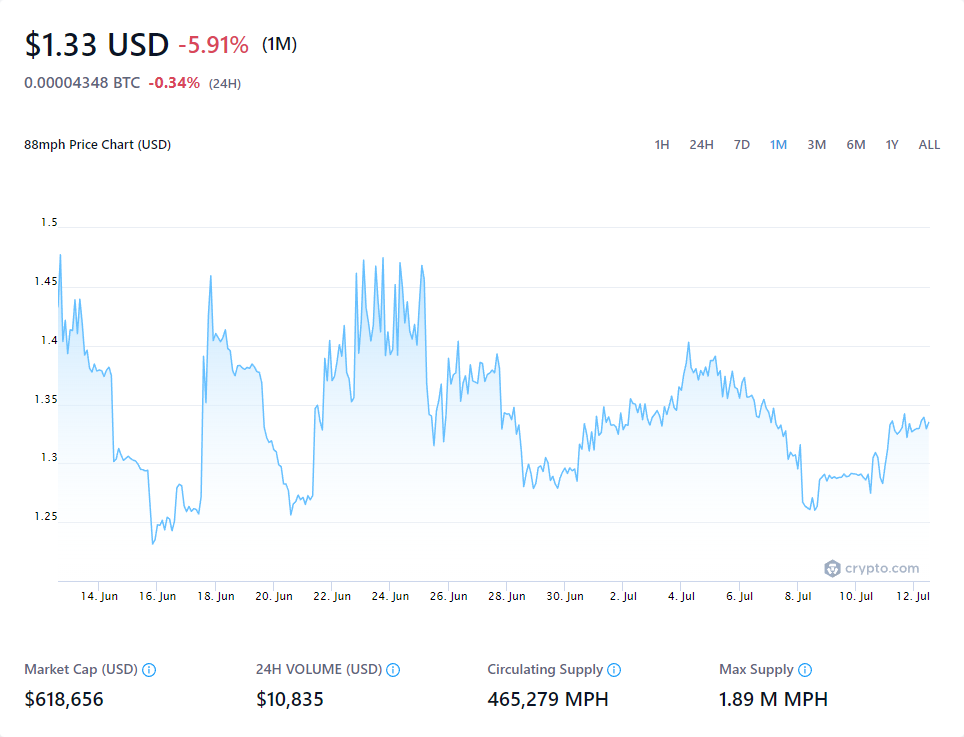 $1.33 USD -5.91% (1M)
0.00004348 BTC -0.34% (24H)
88mph Price Chart (USD) 1H 24H 7D 1M 3M 6M 1Y ALL
1.5
1.45
1.4
1.35
1.3
1.25
crypto.com
14. Jun 16. Jun 18. Jun 20. Jun 22. Jun 24. Jun 26. Jun 28. Jun 30. Jun 2. Jul 4. Jul 6. Jul 8. Jul 10. Jul 12. Jul
Market Cap (USD) 24H VOLUME (USD) Circulating Supply Max Supply
$618,656 $10,835 465,279 MPH 1.89 M MPH